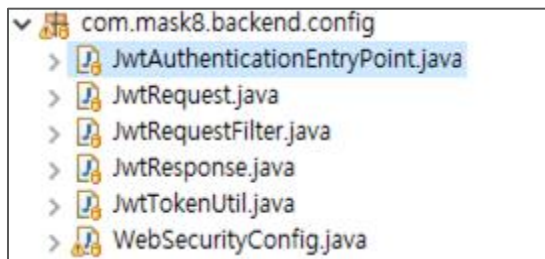 com.mask8.backend.config
JwtAuthenticationEntryPoint.java
JwtRequest.java
JwtRequestFilter.java
JwtResponse.java
JwtTokenUtil.java
WebSecurityConfig.java